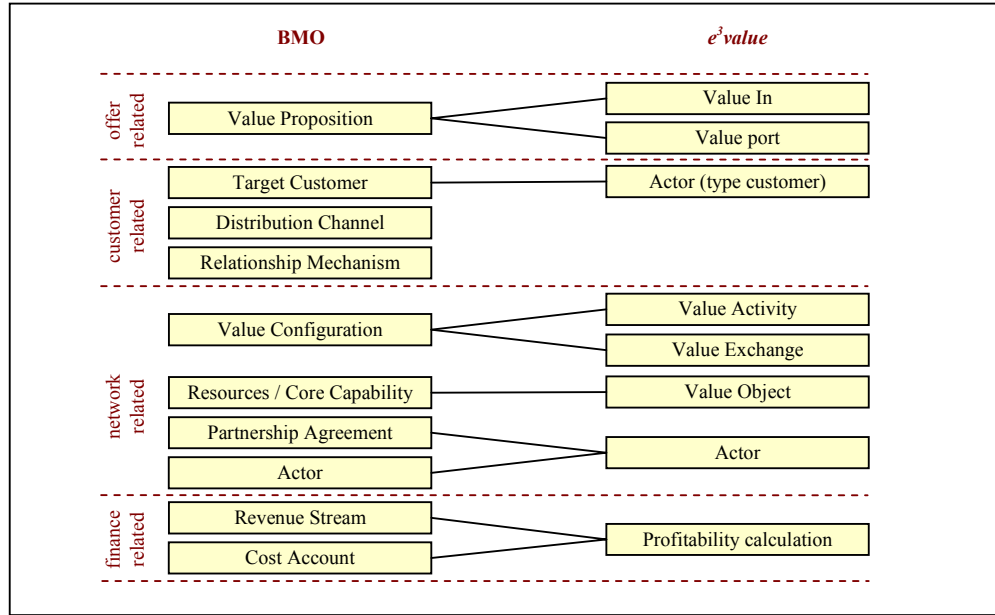 BMO
e³value
offer
related
Value Proposition
Value In
Value port
customer
related
Target Customer
Actor (type customer)
Distribution Channel
Relationship Mechanism
network
related
Value Configuration
Value Activity
Value Exchange
Resources / Core Capability
Value Object
Partnership Agreement
Actor
Actor
finance
related
Revenue Stream
Cost Account
Profitability calculation